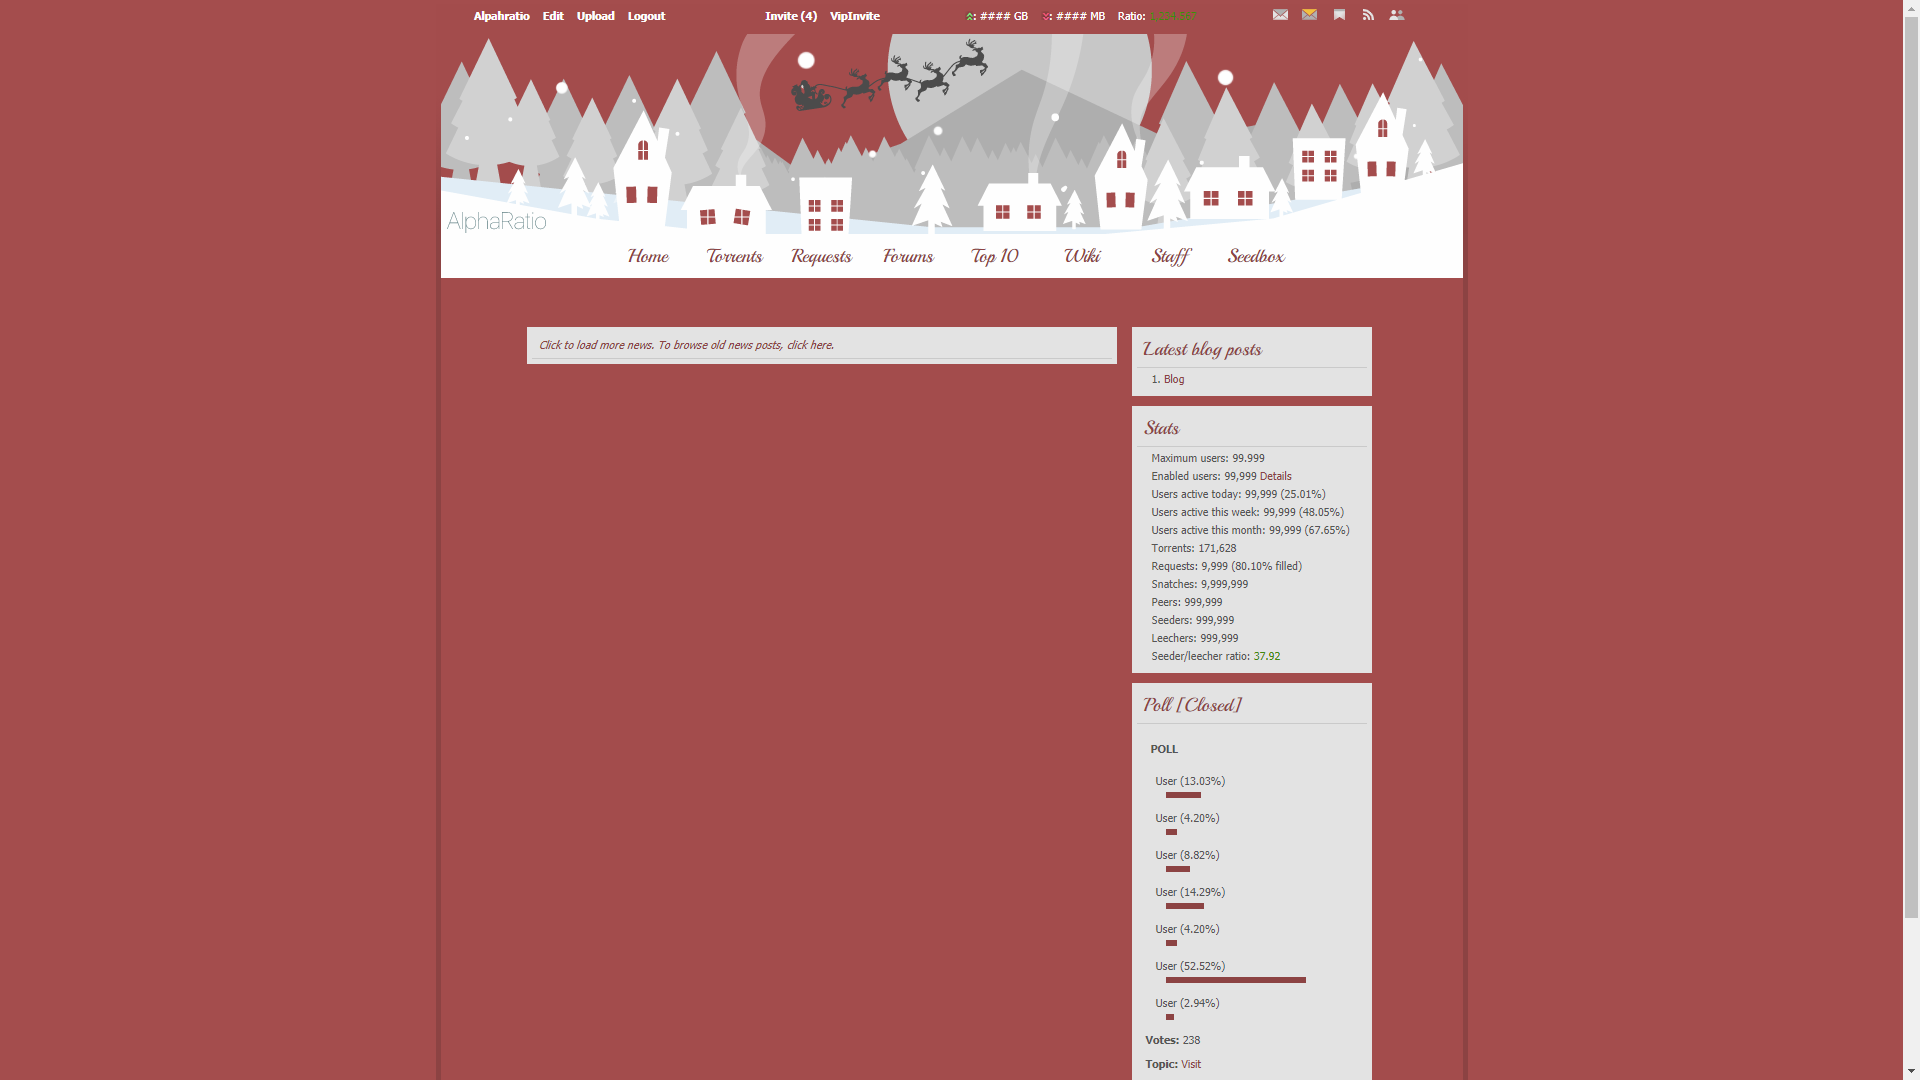 Alpahratio Edit Upload Logout Invite (4) VipInvite : #### GB : #### MB Ratio:
AlphaRatio
Home Torrents Requests Forums Top 10 Wiki Staff Seedbox
Click to load more news. To browse old news posts, click here.
Latest blog posts
1. Blog
Stats
Maximum users: 99.999
Enabled users: 99,999 Details
Users active today: 99,999 (25.01%)
Users active this week: 99,999 (48.05%)
Users active this month: 99,999 (67.65%)
Torrents: 171,628
Requests: 9,999 (80.10% filled)
Snatches: 9,999,999
Peers: 999,999
Seeders: 999,999
Leechers: 999,999
Seeder/leecher ratio: 37.92
Poll [Closed]
POLL
User (13.03%)
User (4.20%)
User (8.82%)
User (14.29%)
User (4.20%)
User (52.52%)
User (2.94%)
Votes: 238
Topic: Visit